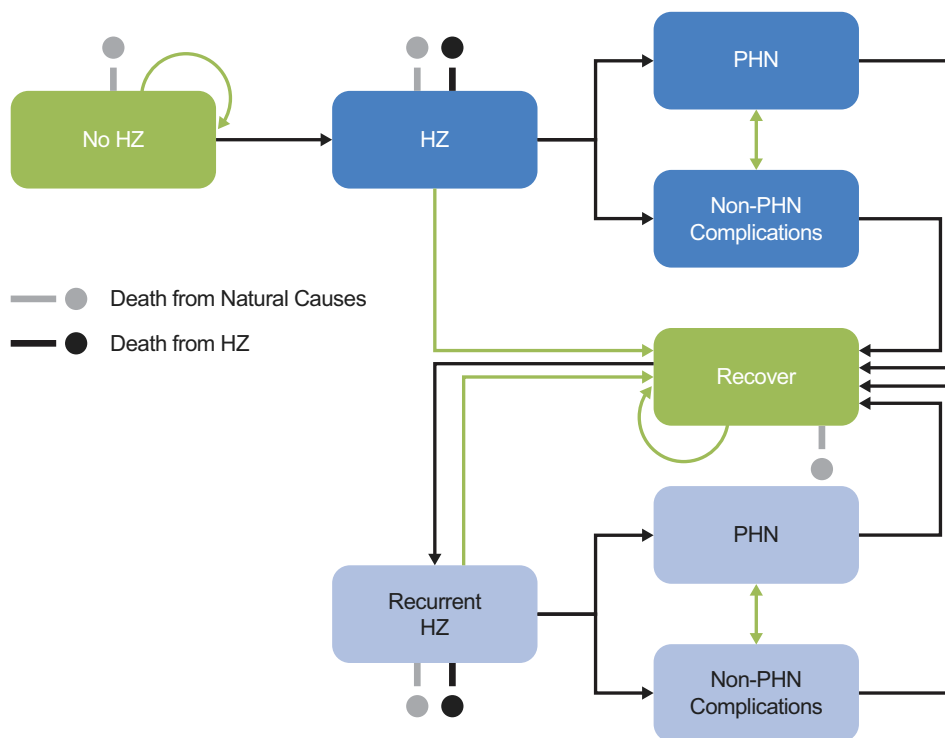 PHN
No HZ
HZ
Non-PHN
Complications
Death from Natural Causes
Death from HZ
Recover
PHN
Recurrent
HZ
Non-PHN
Complications